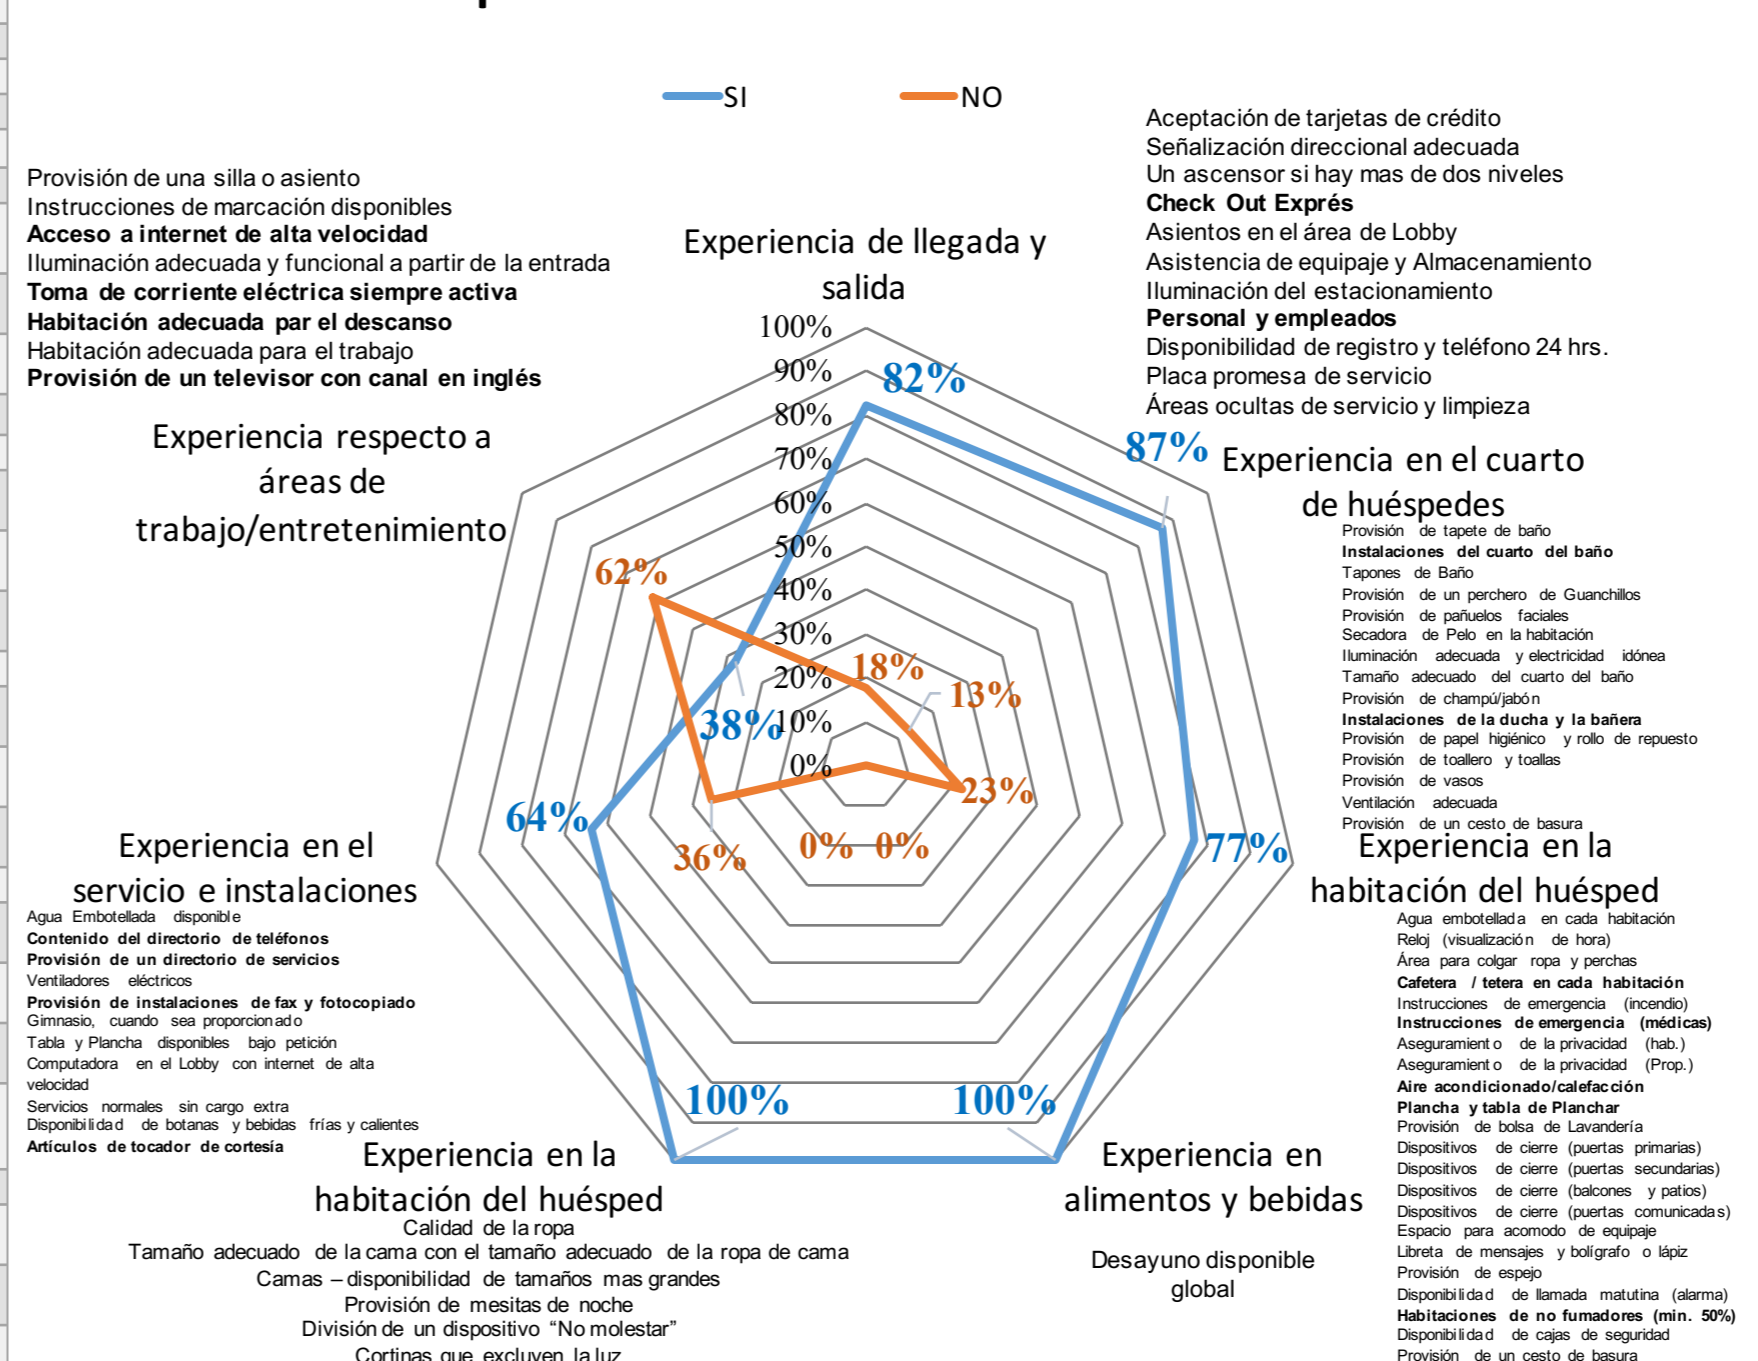 SI
NO
Provisión de una silla o asiento
Instrucciones de marcación disponibles
Acceso a internet de alta velocidad
Iluminación adecuada y funcional a partir de la entrada
Toma de corriente eléctrica siempre activa
Habitación adecuada par el descanso
Habitación adecuada para el trabajo
Provisión de un televisor con canal en inglés
Experiencia respecto a
áreas de
trabajo/entretenimiento
Experiencia de llegada y
salida
Aceptación de tarjetas de crédito
Señalización direccional adecuada
Un ascensor si hay mas de dos niveles
Check Out Exprés
Asientos en el área de Lobby
Asistencia de equipaje y Almacenamiento
Iluminación del estacionamiento
Personal y empleados
Disponibilidad de registro y teléfono 24 hrs.
Placa promesa de servicio
Áreas ocultas de servicio y limpieza
100%
90%
80%
70%
60%
50%
40%
30%
20%
10%
0%
82%
87%
77%
100%
100%
64%
38%
18%
13%
23%
0%
0%
36%
62%
Experiencia en el cuarto
de huéspedes
Provisión de tapete de baño
Instalaciones del cuarto del baño
Tapones de Baño
Provisión de un perchero de Guanchillos
Provisión de pañuelos faciales
Secadora de Pelo en la habitación
Iluminación adecuada y electricidad idónea
Tamaño adecuado del cuarto del baño
Provisión de champú/jabón
Instalaciones de la ducha y la bañera
Provisión de papel higiénico y rollo de repuesto
Provisión de toallero y toallas
Provisión de vasos
Ventilación adecuada
Provisión de un cesto de basura
Experiencia en la
habitación del huésped
Agua embotellada en cada habitación
Reloj (visualización de hora)
Área para colgar ropa y perchas
Cafetera / tetera en cada habitación
Instrucciones de emergencia (incendio)
Instrucciones de emergencia (médicas)
Aseguramiento de la privacidad (hab.)
Aseguramiento de la privacidad (Prop.)
Aire acondicionado/calefacción
Plancha y tabla de Planchar
Provisión de bolsa de Lavandería
Dispositivos de cierre (puertas primarias)
Dispositivos de cierre (puertas secundarias)
Dispositivos de cierre (balcones y patios)
Dispositivos de cierre (puertas comunicadas)
Espacio para acomodo de equipaje
Libreta de mensajes y bolígrafo o lápiz
Provisión de espejo
Disponibilidad de llamada matutina (alarma)
Habitaciones de no fumadores (min. 50%)
Disponibilidad de cajas de seguridad
Provisión de un cesto de basura
Experiencia en
alimentos y bebidas
Desayuno disponible
global
Experiencia en el
servicio e instalaciones
Agua Embotellada disponible
Contenido del directorio de teléfonos
Provisión de un directorio de servicios
Ventiladores eléctricos
Provisión de instalaciones de fax y fotocopiado
Gimnasio, cuando sea proporcionado
Tabla y Plancha disponibles bajo petición
Computadora en el Lobby con internet de alta
velocidad
Servicios normales sin cargo extra
Disponibilidad de botanas y bebidas frías y calientes
Artículos de tocador de cortesía
Experiencia en la
habitación del huésped
Calidad de la ropa
Tamaño adecuado de la cama con el tamaño adecuado de la ropa de cama
Camas – disponibilidad de tamaños mas grandes
Provisión de mesitas de noche
División de un dispositivo “No molestar”
Cortinas que excluyen la luz